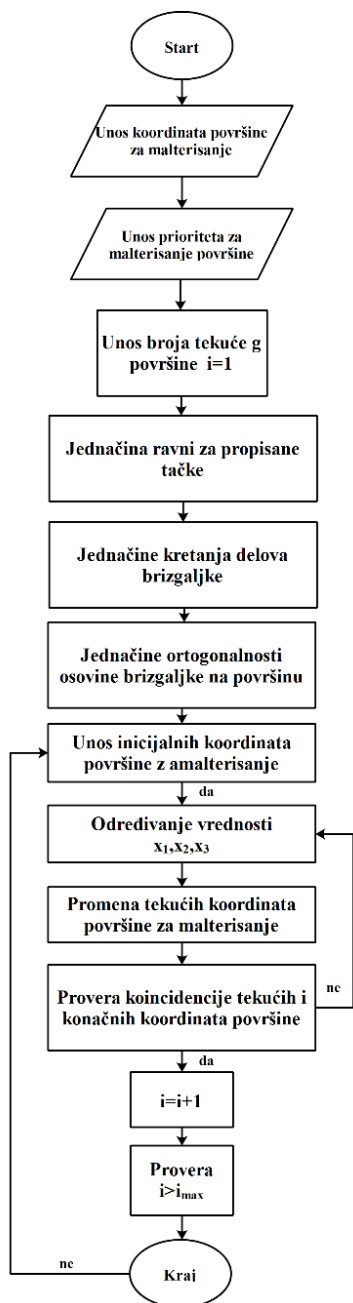 Start
Unos koordinata površine
za malterisanje
Unos prioriteta za
malterisanje površine
Unos broja tekuće g
površine i=1
Jednačina ravni za propisane
tačke
Jednačine kretanja delova
brizgaljke
Jednačine ortogonalnosti
osovine brizgaljke na površinu
Unos inicijalnih koordinata
površine z amalterisanje
da
Određivanje vrednosti
x₁,x₂,x₃
Promena tekućih koordinata
površine za malterisanje
Provera koincidencije tekućih i
konačnih koordinata površine
ne
da
i=i+1
Provera
i>iₘₐₓ
ne
Kraj